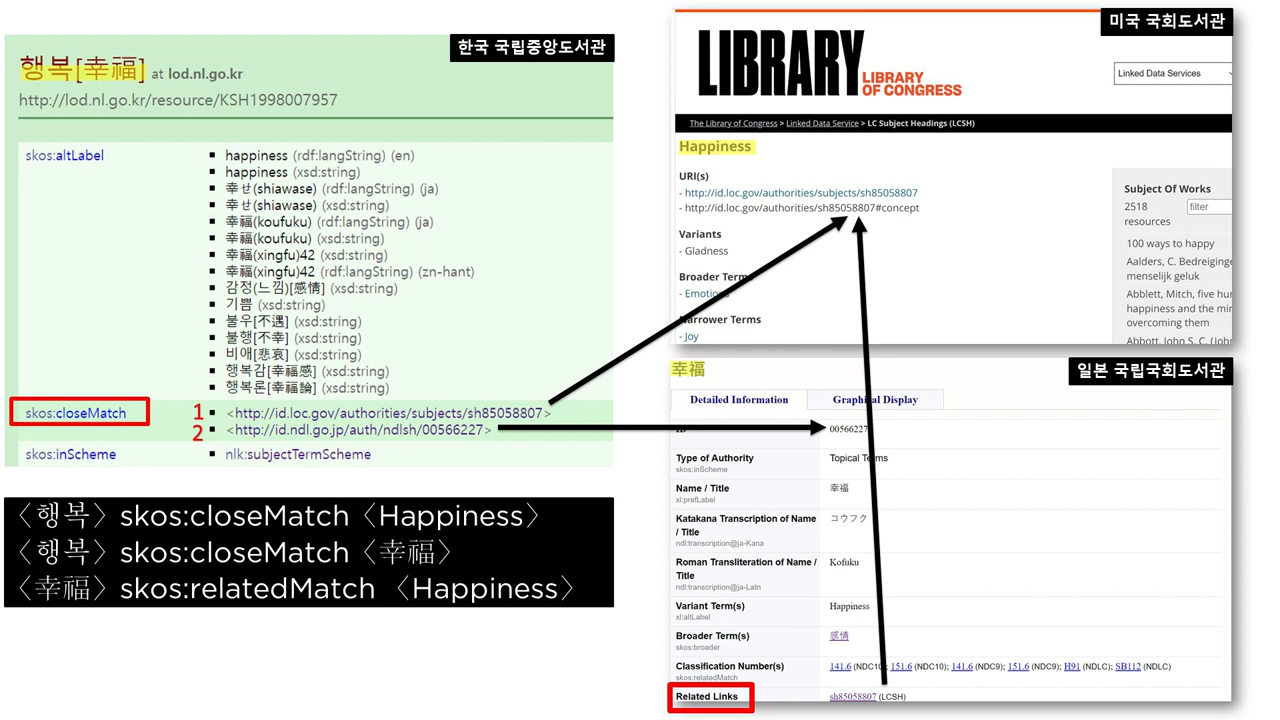 한국 국립중앙도서관
행복[幸福] at lod.nl.go.kr
http://lod.nl.go.kr/resource/KSH1998007957
skos:altLabel
happiness (rdf:langString) (en)
happiness (xsd:string)
幸せ(shiawase) (rdf:langString) (ja)
幸せ(shiawase) (xsd:string)
幸福(koufuku) (rdf:langString) (ja)
幸福(koufuku) (xsd:string)
幸福(xingfu)42 (xsd:string)
幸福(xingfu)42 (rdf:langString) (zn-hant)
감정(느낌)[感情] (xsd:string)
기쁨 (xsd:string)
불우[不遇] (xsd:string)
불행[不幸] (xsd:string)
비애[悲哀] (xsd:string)
행복감[幸福感] (xsd:string)
행복론[幸福論] (xsd:string)
skos:closeMatch
1 <http://id.loc.gov/authorities/subjects/sh85058807>
2 <http://id.ndl.go.jp/auth/ndlsh/00566227>
skos:inScheme nlk:subjectTermScheme
〈행복〉 skos:closeMatch〈Happiness〉
〈행복〉 skos:closeMatch〈幸福〉
〈幸福〉 skos:relatedMatch 〈Happiness〉
미국 국회도서관
LIBRARY
LIBRARY
OF CONGRESS
Linked Data Services
The Library of Congress > Linked Data Service > LC Subject Headings (LCSH)
Happiness
URI(s)
- http://id.loc.gov/authorities/subjects/sh85058807
- http://id.loc.gov/authorities/sh85058807#concept
Variants
- Gladness
Broader Terms
- Emotions
Narrower Terms
- Joy
Subject Of Works
2518
resources
filter
100 ways to happy
Aalders, C. Bedreiginge
menselijk geluk
Abblett, Mitch, five hur
happiness and the mir
overcoming them
Abbott, John S. C. (Johr
일본 국립국회도서관
幸福
Detailed Information Graphical Display
ID 00566227
Type of Authority Topical Terms
skos:inScheme
Name / Title 幸福
xl:prefLabel
Katakana Transcription of Name コウフク
/ Title
ndl:transcription@ja-Kana
Roman Transliteration of Name / Kofuku
Title
ndl:transcription@ja-Latn
Variant Term(s) Happiness
xl:altLabel
Broader Term(s) 感情
skos:broader
Classification Number(s) 141.6 (NDC10); 151.6 (NDC10); 141.6 (NDC9); 151.6 (NDC9); H91 (NDLC); SB112 (NDLC)
skos:relatedMatch
Related Links sh85058807 (LCSH)